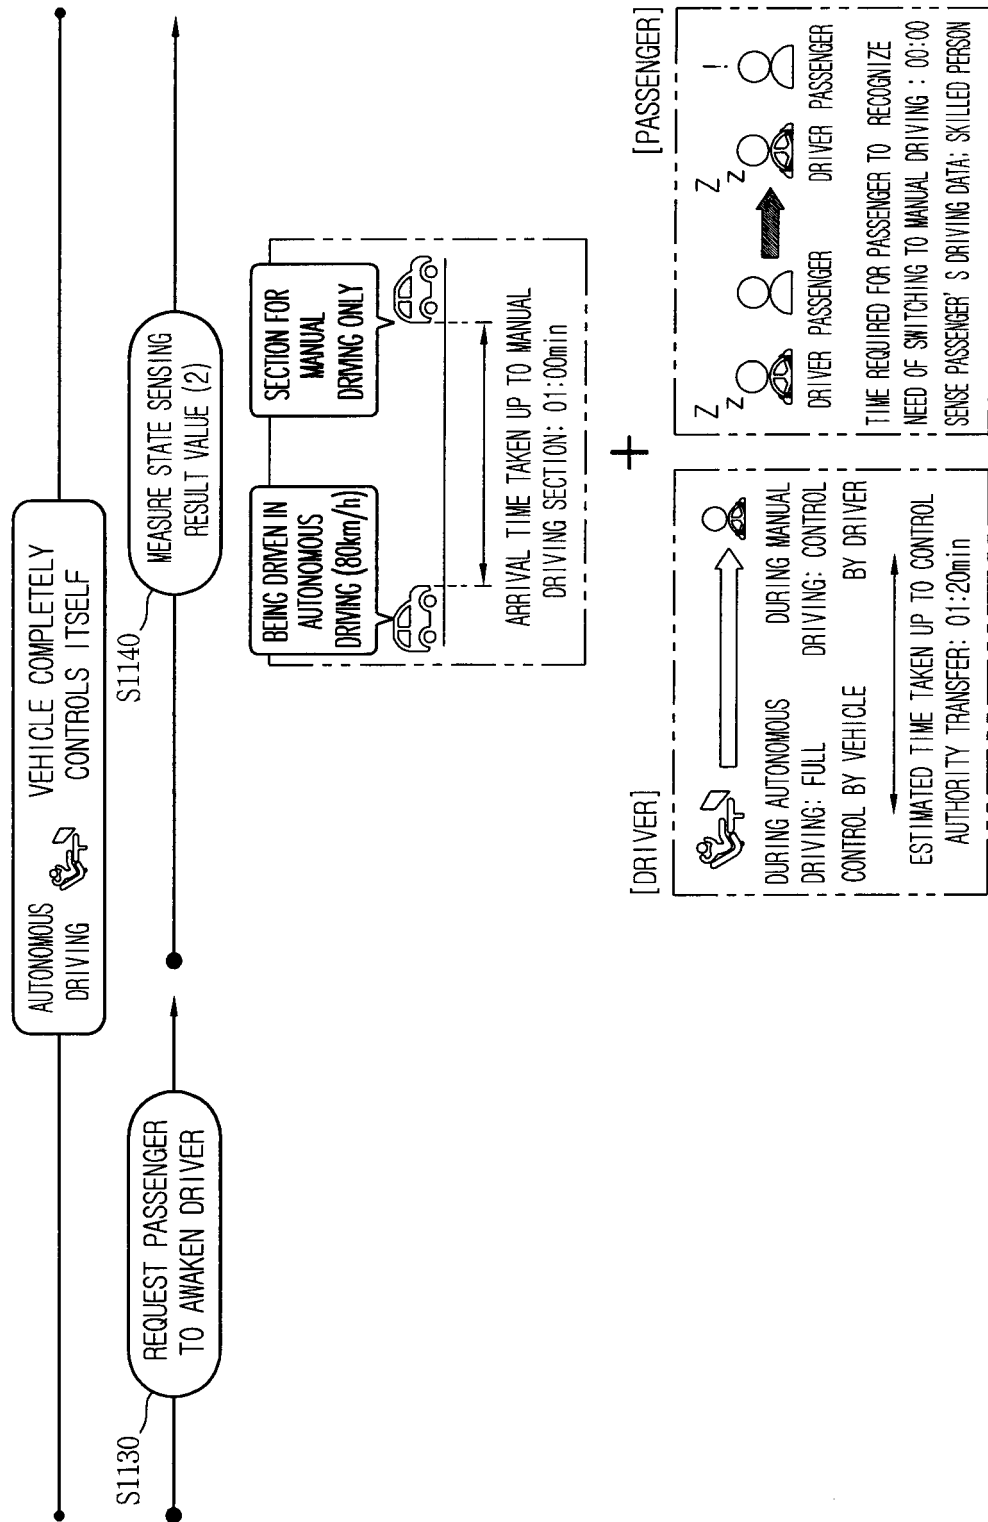 AUTONOMOUS
DRIVING
VEHICLE COMPLETELY
CONTROLS ITSELF
S1130
REQUEST PASSENGER
TO AWAKEN DRIVER
S1140
MEASURE STATE SENSING
RESULT VALUE (2)
BEING DRIVEN IN
AUTONOMOUS
DRIVING (80km/h)
SECTION FOR
MANUAL
DRIVING ONLY
ARRIVAL TIME TAKEN UP TO MANUAL
DRIVING SECTION: 01:00min
+
[DRIVER]
DURING AUTONOMOUS
DRIVING: FULL
CONTROL BY VEHICLE
DURING MANUAL
DRIVING: CONTROL
BY DRIVER
ESTIMATED TIME TAKEN UP TO CONTROL
AUTHORITY TRANSFER: 01:20min
[PASSENGER]
Z
z
DRIVER PASSENGER
Z
z
!
DRIVER PASSENGER
TIME REQUIRED FOR PASSENGER TO RECOGNIZE
NEED OF SWITCHING TO MANUAL DRIVING : 00:00
SENSE PASSENGER' S DRIVING DATA: SKILLED PERSON